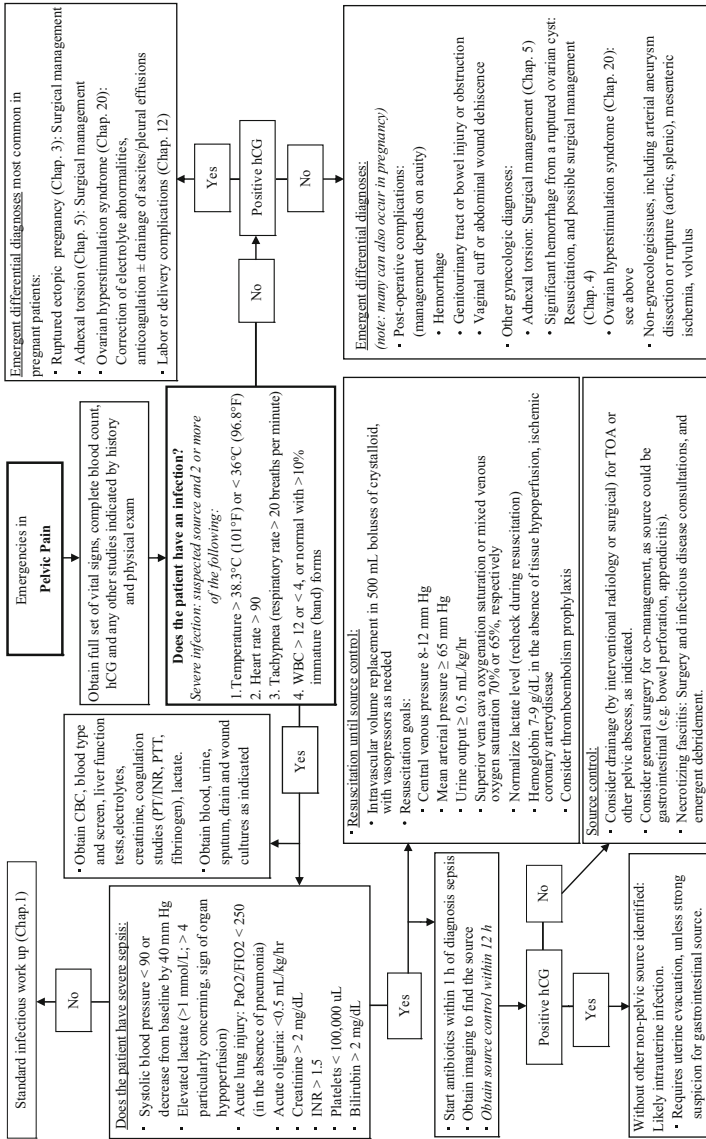 Emergencies in
Pelvic Pain
Obtain full set of vital signs, complete blood count,
hCG and any other studies indicated by history
and physical exam
Does the patient have an infection?
Severe infection: suspected source and 2 or more
of the following:
1. Temperature > 38.3°C (101°F) or < 36°C (96.8°F)
2. Heart rate > 90
3. Tachypnea (respiratory rate > 20 breaths per minute)
4. WBC > 12 or < 4, or normal with >10%
immature (band) forms
No
Positive hCG
Yes
Emergent differential diagnoses most common in
pregnant patients:
▪ Ruptured ectopic pregnancy (Chap. 3): Surgical management
▪ Adnexal torsion (Chap. 5): Surgical management
▪ Ovarian hyperstimulation syndrome (Chap. 20):
Correction of electrolyte abnormalities,
anticoagulation ± drainage of ascites/pleural effusions
▪ Labor or delivery complications (Chap. 12)
No
Emergent differential diagnoses:
(note: many can also occur in pregnancy)
▪ Post-operative complications:
(management depends on acuity)
▪ Hemorrhage
▪ Genitourinary tract or bowel injury or obstruction
▪ Vaginal cuff or abdominal wound dehiscence
▪ Other gynecologic diagnoses:
▪ Adnexal torsion: Surgical management (Chap. 5)
▪ Significant hemorrhage from a ruptured ovarian cyst:
Resuscitation, and possible surgical management
(Chap. 4)
▪ Ovarian hyperstimulation syndrome (Chap. 20):
see above
▪ Non-gynecologicissues, including arterial aneurysm
dissection or rupture (aortic, splenic), mesenteric
ischemia, volvulus
Yes
▪ Obtain CBC, blood type
and screen, liver function
tests,electrolytes,
creatinine, coagulation
studies (PT/INR, PTT,
fibrinogen), lactate.
▪ Obtain blood, urine,
sputum, drain and wound
cultures as indicated
Does the patient have severe sepsis:
▪ Systolic blood pressure < 90 or
decrease from baseline by 40 mm Hg
▪ Elevated lactate (>1 mmol/L; > 4
particularly concerning, sign of organ
hypoperfusion)
▪ Acute lung injury: PaO2/FIO2 < 250
(in the absence of pneumonia)
▪ Acute oliguria: <0.5 mL/kg/hr
▪ Creatinine > 2 mg/dL
▪ INR > 1.5
▪ Platelets < 100,000 uL
▪ Bilirubin > 2 mg/dL
No
Standard infectious work up (Chap.1)
Yes
▪ Resuscitation until source control:
▪ Intravascular volume replacement in 500 mL boluses of crystalloid,
with vasopressors as needed
▪ Resuscitation goals:
▪ Central venous pressure 8-12 mm Hg
▪ Mean arterial pressure ≥ 65 mm Hg
▪ Urine output ≥ 0.5 mL/kg/hr
▪ Superior vena cava oxygenation saturation or mixed venous
oxygen saturation 70% or 65%, respectively
▪ Normalize lactate level (recheck during resuscitation)
▪ Hemoglobin 7-9 g/dL in the absence of tissue hypoperfusion, ischemic
coronary arterydisease
▪ Consider thromboembolism prophylaxis
▪ Start antibiotics within 1 h of diagnosis sepsis
▪ Obtain imaging to find the source
▪ Obtain source control within 12 h
Positive hCG
No
Source control:
▪ Consider drainage (by interventional radiology or surgical) for TOA or
other pelvic abscess, as indicated.
▪ Consider general surgery for co-management, as source could be
gastrointestinal (e.g. bowel perforation, appendicitis).
▪ Necrotizing fasciitis: Surgery and infectious disease consultations, and
emergent debridement.
Yes
Without other non-pelvic source identified:
Likely intrauterine infection.
▪ Requires uterine evacuation, unless strong
suspicion for gastrointestinal source.